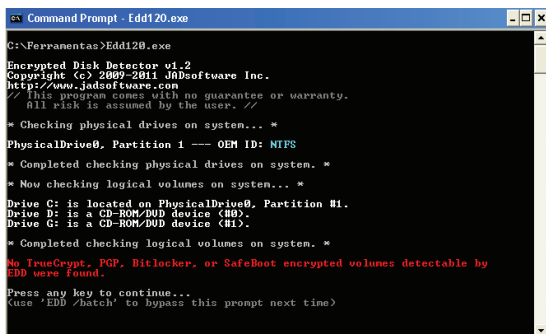 Command Prompt - Edd120.exe
C:\Ferramentas>Edd120.exe
Encrypted Disk Detector v1.2
Copyright (c) 2009-2011 JADsoftware Inc.
http://www.jadsoftware.com
// This program comes with no guarantee or warranty.
All risk is assumed by the user. //
* Checking physical drives on system... *
PhysicalDrive0, Partition 1 --- OEM ID: NTFS
* Completed checking physical drives on system. *
* Now checking logical volumes on system... *
Drive C: is located on PhysicalDrive0, Partition #1.
Drive D: is a CD-ROM/DVD device (#0).
Drive G: is a CD-ROM/DVD device (#1).
* Completed checking logical volumes on system. *
No TrueCrypt, PGP, Bitlocker, or SafeBoot encrypted volumes detectable by
EDD were found.
Press any key to continue...
(use 'EDD /batch' to bypass this prompt next time)